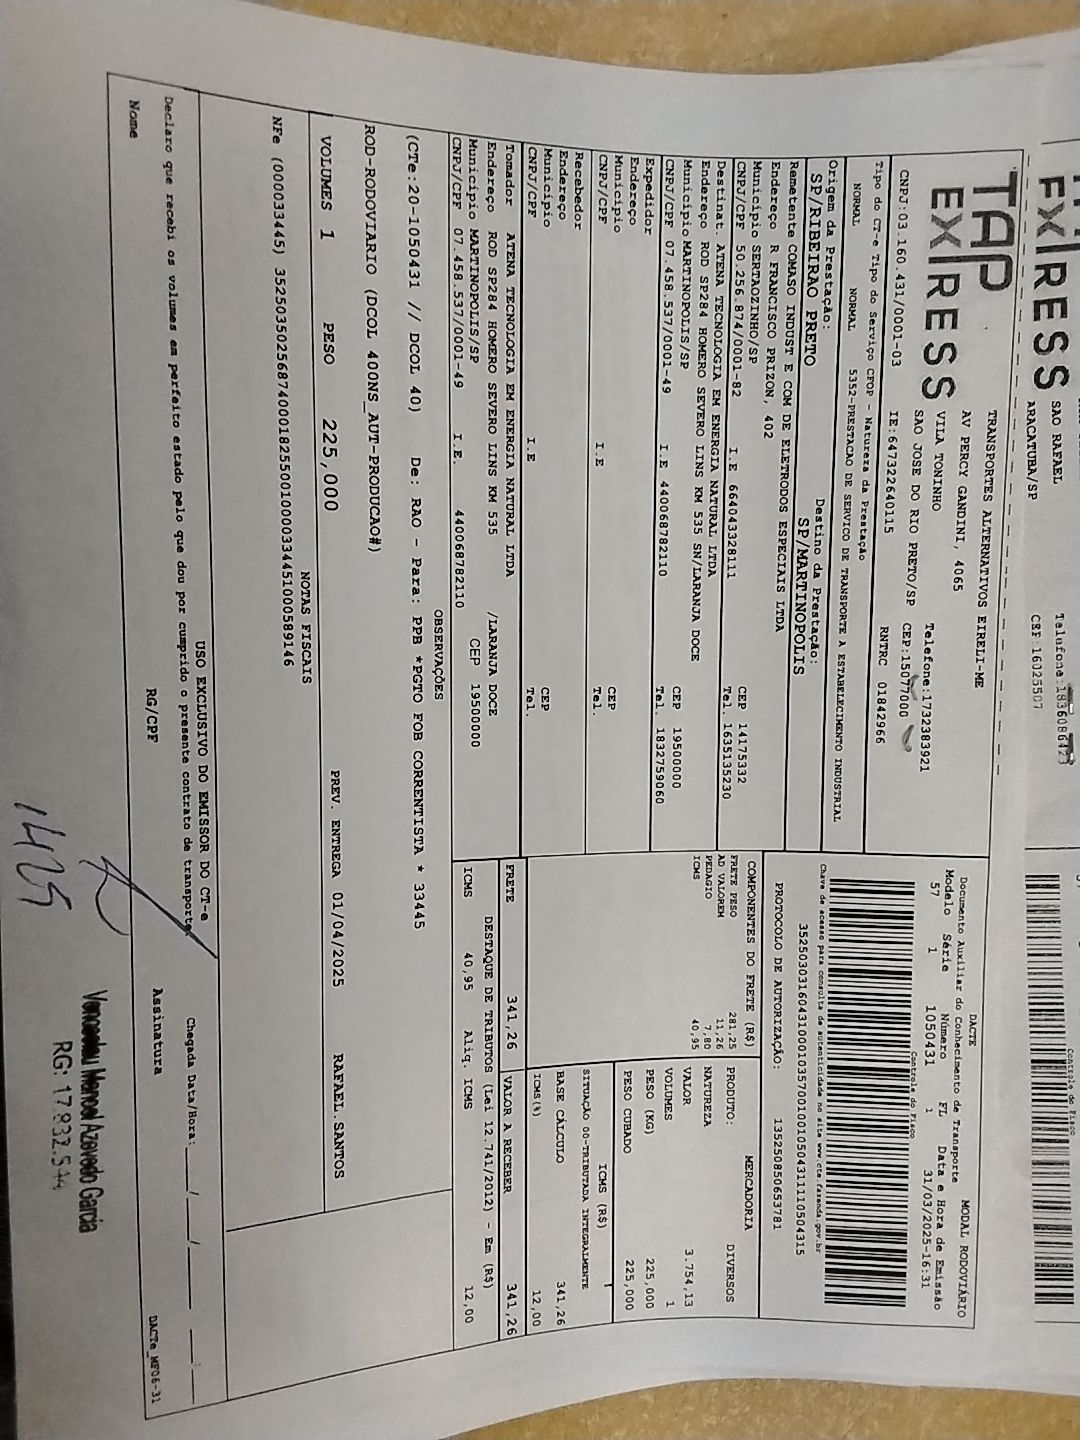 EXPRESS
SAO RAFAEL
ARACATUBA/SP
Telefone:1836086423
CEP:16025507
Controle do Fisco
TAP
EXPRESS
TRANSPORTES ALTERNATIVOS EIRELI-ME
AV PERCY GANDINI, 4065
VILA TONINHO
SAO JOSE DO RIO PRETO/SP
Telefone:1732383921
CEP:15077000
CNPJ:03.160.431/0001-03
IE:647322640115
RNTRC 01842966
DACTE
MODAL RODOVIÁRIO
Documento Auxiliar do Conhecimento de Transporte
Modelo Série Número FL Data e Hora de Emissão
57 1 1050431 1 31/03/2025-16:31
Controle do Fisco
Chave de acesso para consulta de autenticidade no site www.cte.fazenda.gov.br
PROTOCOLO DE AUTORIZAÇÃO: 135250850653781
Tipo do CT-e Tipo do Serviço CFOP - Natureza da Prestação
NORMAL NORMAL 5352-PRESTACAO DE SERVICO DE TRANSPORTE A ESTABELECIMENTO INDUSTRIAL
Origem da Prestação: Destino da Prestação:
SP/RIBEIRAO PRETO SP/MARTINOPOLIS
Remetente COMASO INDUST E COM DE ELETRODOS ESPECIAIS LTDA
Endereço R FRANCISCO PRIZON, 402
Município SERTAOZINHO/SP CEP 14175332
CNPJ/CPF 50.256.874/0001-82 I.E 664043328111 Tel. 1635135230
Destinat. ATENA TECNOLOGIA EM ENERGIA NATURAL LTDA
Endereço ROD SP284 HOMERO SEVERO LINS KM 535 SN/LARANJA DOCE
Município MARTINOPOLIS/SP CEP 19500000
CNPJ/CPF 07.458.537/0001-49 I.E 440068782110 Tel. 1832759060
Expedidor
Endereço
Município CEP
CNPJ/CPF I.E Tel.
Recebedor
Endereço
Município CEP
CNPJ/CPF I.E Tel.
Tomador ATENA TECNOLOGIA EM ENERGIA NATURAL LTDA
Endereço ROD SP284 HOMERO SEVERO LINS KM 535 /LARANJA DOCE
Município MARTINOPOLIS/SP CEP 19500000
CNPJ/CPF 07.458.537/0001-49 I.E. 440068782110
COMPONENTES DO FRETE (R$)
FRETE PESO 281,25
AD VALOREM 11,26
PEDAGIO 7,80
ICMS 40,95
MERCADORIA
PRODUTO: DIVERSOS
NATUREZA
VALOR 3.754,13
VOLUMES 1
PESO (KG) 225,000
PESO CUBADO 225,000
ICMS (R$)
SITUAÇÃO 00-TRIBUTADA INTEGRALMENTE
BASE CÁLCULO 341,26
ICMS(%) 12,00
FRETE 341,26 VALOR A RECEBER 341,26
DESTAQUE DE TRIBUTOS (Lei 12.741/2012) - Em (R$)
ICMS 40,95 Aliq. ICMS 12,00
OBSERVAÇÕES
(CTe:20-1050431 // DCOL 40) De: RAO - Para: PPB *PGTO FOB CORRENTISTA * 33445
ROD-RODOVIARIO (DCOL 400NS_AUT-PRODUCAO#)
VOLUMES 1 PESO 225,000 PREV. ENTREGA 01/04/2025 RAFAEL.SANTOS
NOTAS FISCAIS
USO EXCLUSIVO DO EMISSOR DO CT-e
Declaro que recebi os volumes em perfeito estado pelo que dou por cumprido o presente contrato de transporte
Chegada Data/Hora: ____/____/____ ____:____
Nome RG/CPF Assinatura
DACTe_MF06-31
1425
Azevedo Garcia